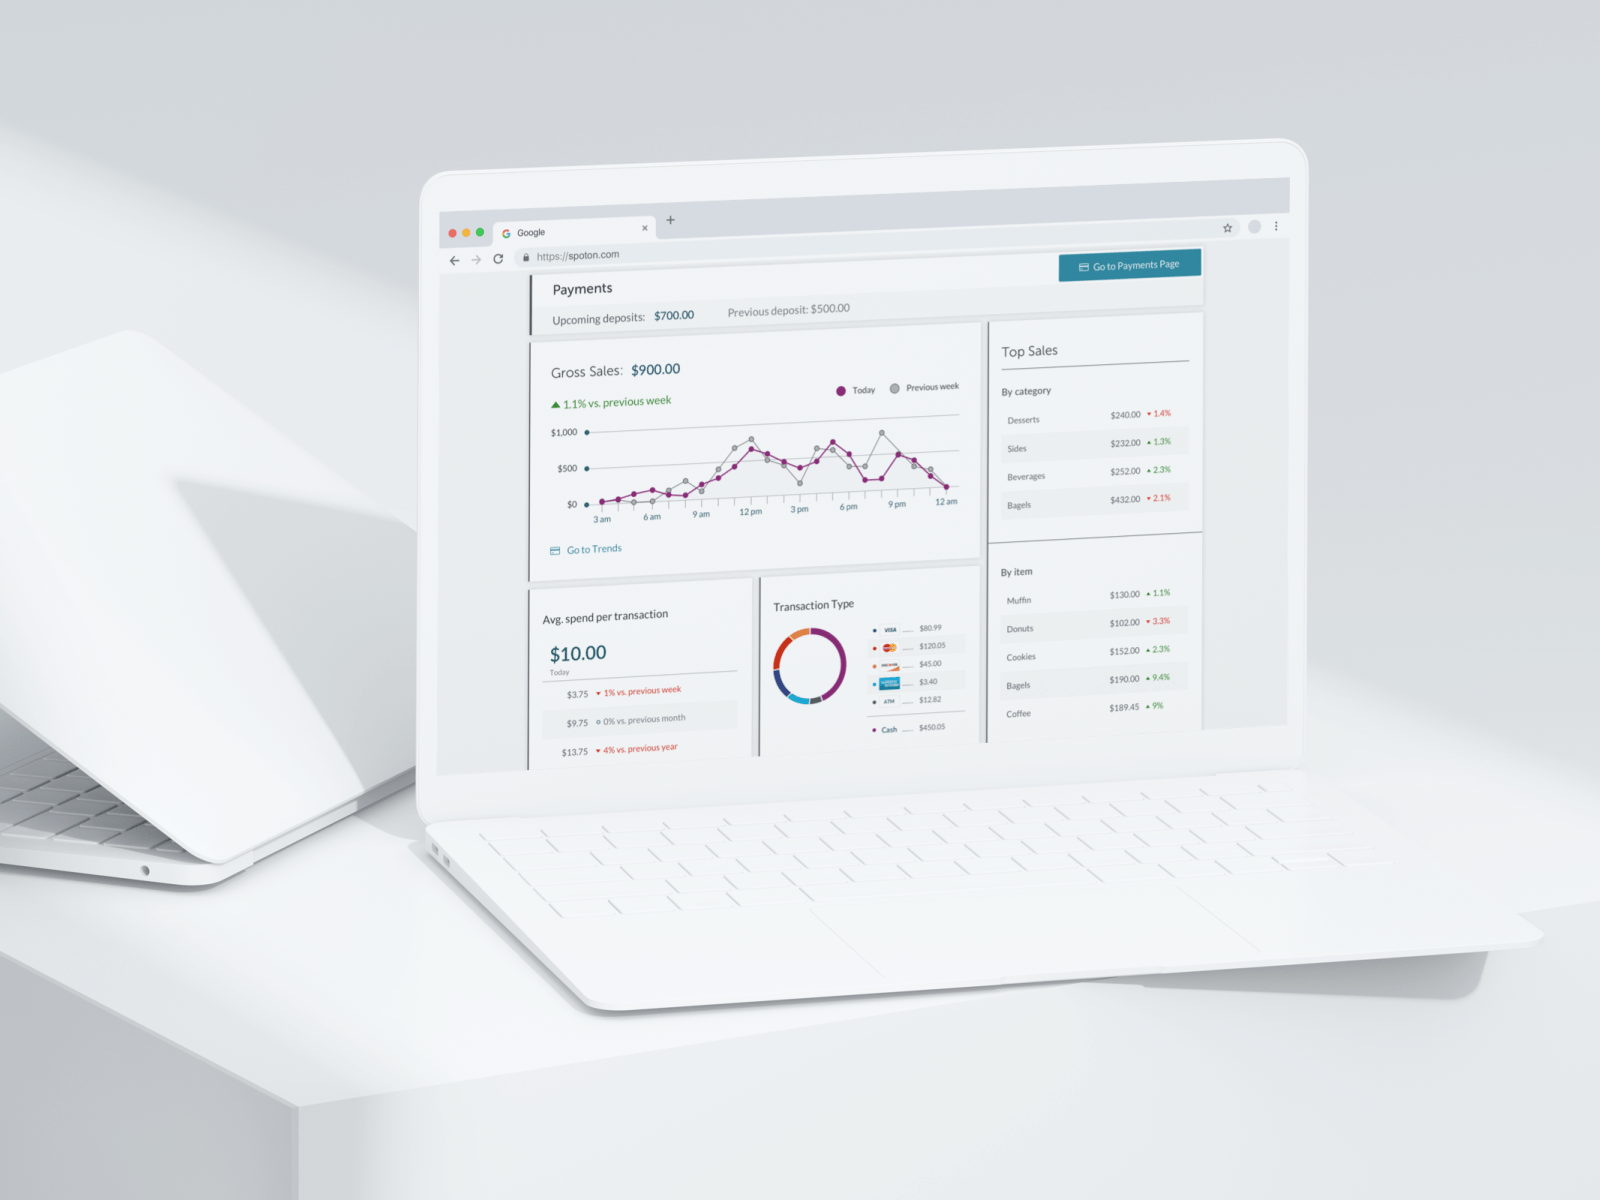 Google
https://spoton.com
Payments
Go to Payments Page
Upcoming deposits: $700.00 Previous deposit: $500.00
Gross Sales: $900.00
1.1% vs. previous week
Today Previous week
$1,000
$500
$0
3 am 6 am 9 am 12 pm 3 pm 6 pm 9 pm 12 am
Go to Trends
Top Sales
By category
Desserts $240.00 1.4%
Sides $232.00 1.3%
Beverages $252.00 2.3%
Bagels $432.00 2.1%
By item
Muffin $130.00 1.1%
Donuts $102.00 3.3%
Cookies $152.00 2.3%
Bagels $190.00 9.4%
Coffee $189.45 9%
Avg. spend per transaction
$10.00
Today
$3.75 1% vs. previous week
$9.75 0% vs. previous month
$13.75 4% vs. previous year
Transaction Type
VISA $80.99
$120.05
$45.00
$3.40
ATM $12.82
Cash $450.05